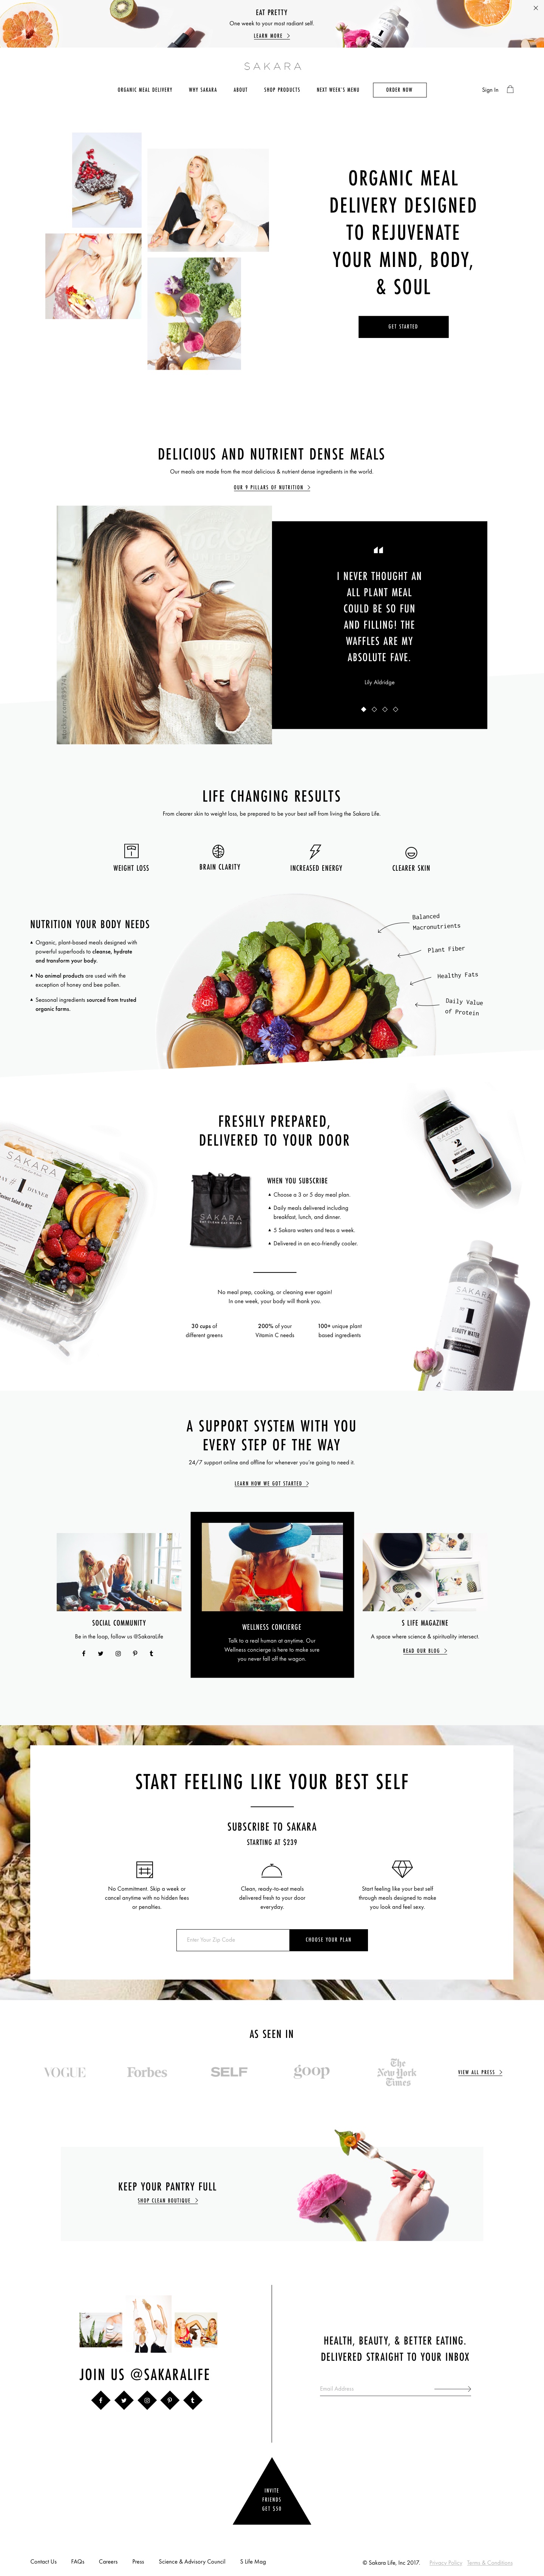 EAT PRETTY
One week to your most radiant self.
LEARN MORE
SAKARA
ORGANIC MEAL DELIVERY
WHY SAKARA
ABOUT
SHOP PRODUCTS
NEXT WEEK'S MENU
ORDER NOW
Sign In
ORGANIC MEAL
DELIVERY DESIGNED
TO REJUVENATE
YOUR MIND, BODY,
& SOUL
GET STARTED
DELICIOUS AND NUTRIENT DENSE MEALS
Our meals are made from the most delicious & nutrient dense ingredients in the world.
OUR 9 PILLARS OF NUTRITION
“
I NEVER THOUGHT AN
ALL PLANT MEAL
COULD BE SO FUN
AND FILLING! THE
WAFFLES ARE MY
ABSOLUTE FAVE.
Lily Aldridge
LIFE CHANGING RESULTS
From clearer skin to weight loss, be prepared to be your best self from living the Sakara Life.
WEIGHT LOSS
BRAIN CLARITY
INCREASED ENERGY
CLEARER SKIN
NUTRITION YOUR BODY NEEDS
Organic, plant-based meals designed with
powerful superfoods to cleanse, hydrate
and transform your body.
No animal products are used with the
exception of honey and bee pollen.
Seasonal ingredients sourced from trusted
organic farms.
Balanced
Macronutrients
Plant Fiber
Healthy Fats
Daily Value
of Protein
FRESHLY PREPARED,
DELIVERED TO YOUR DOOR
SAKARA
#1 DINNER
SAKARA
WHEN YOU SUBSCRIBE
Choose a 3 or 5 day meal plan.
Daily meals delivered including
breakfast, lunch, and dinner.
5 Sakara waters and teas a week.
Delivered in an eco-friendly cooler.
SAKARA
2
SAKARA
1
BEAUTY WATER
No meal prep, cooking, or cleaning ever again!
In one week, your body will thank you.
30 cups of
different greens
200% of your
Vitamin C needs
100+ unique plant
based ingredients
A SUPPORT SYSTEM WITH YOU
EVERY STEP OF THE WAY
24/7 support online and offline for whenever you're going to need it.
LEARN HOW WE GOT STARTED
SOCIAL COMMUNITY
Be in the loop, follow us @SakaraLife
WELLNESS CONCIERGE
Talk to a real human at anytime. Our
Wellness concierge is here to make sure
you never fall off the wagon.
S LIFE MAGAZINE
A space where science & spirituality intersect.
READ OUR BLOG
START FEELING LIKE YOUR BEST SELF
SUBSCRIBE TO SAKARA
STARTING AT $239
No Commitment. Skip a week or
cancel anytime with no hidden fees
or penalties.
Clean, ready-to-eat meals
delivered fresh to your door
everyday.
Start feeling like your best self
through meals designed to make
you look and feel sexy.
Enter Your Zip Code
CHOOSE YOUR PLAN
AS SEEN IN
VOGUE
Forbes
SELF
goop
The
New York
Times
VIEW ALL PRESS
KEEP YOUR PANTRY FULL
SHOP CLEAN BOUTIQUE
JOIN US @SAKARALIFE
HEALTH, BEAUTY, & BETTER EATING.
DELIVERED STRAIGHT TO YOUR INBOX
Email Address
INVITE
FRIENDS
GET $50
Contact Us
FAQs
Careers
Press
Science & Advisory Council
S Life Mag
© Sakara Life, Inc 2017.
Privacy Policy
Terms & Conditions